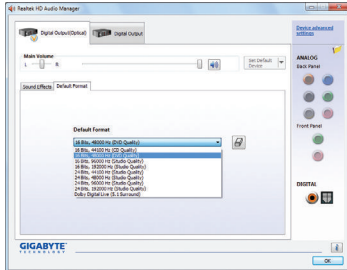 Realtek HD Audio Manager
Digital Output(Optical)
Digital Output
Device advanced
settings
Main Volume
L
R
Set Default
Device
ANALOG
Back Panel
Sound Effects
Default Format
Default Format
16 Bits, 48000 Hz (DVD Quality)
16 Bits, 44100 Hz (CD Quality)
16 Bits, 48000 Hz (DVD Quality)
16 Bits, 96000 Hz (Studio Quality)
16 Bits, 192000 Hz (Studio Quality)
24 Bits, 44100 Hz (Studio Quality)
24 Bits, 48000 Hz (Studio Quality)
24 Bits, 96000 Hz (Studio Quality)
24 Bits, 192000 Hz (Studio Quality)
Dolby Digital Live (5.1 Surround)
Front Panel
DIGITAL
GIGABYTE
TECHNOLOGY
OK